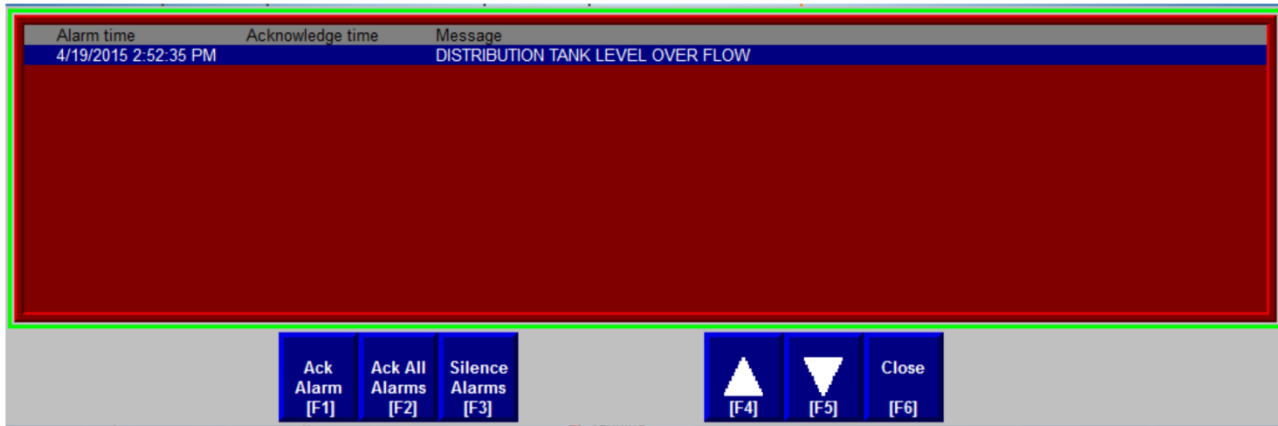 Alarm time Acknowledge time Message
4/19/2015 2:52:35 PM DISTRIBUTION TANK LEVEL OVER FLOW
Ack Alarm [F1]
Ack All Alarms [F2]
Silence Alarms [F3]
[F4]
[F5]
Close [F6]